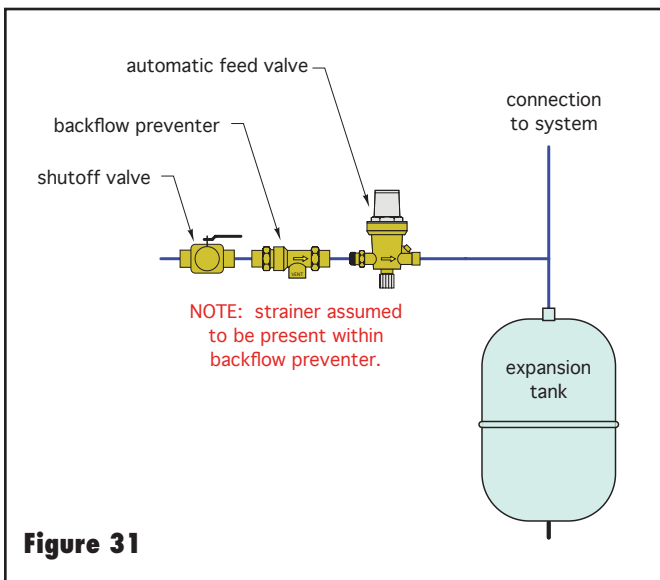 automatic feed valve
connection
to system
backflow preventer
shutoff valve
VENT
NOTE: strainer assumed
to be present within
backflow preventer.
expansion
tank
Figure 31